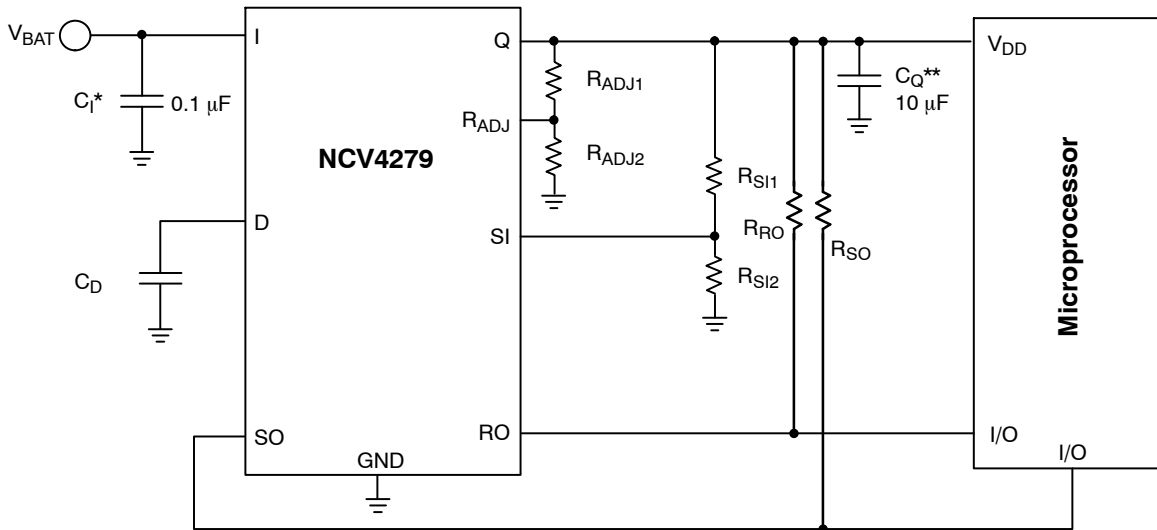 V_BAT
I
Q
V_DD
C_I*
0.1 μF
R_ADJ1
R_ADJ
R_ADJ2
C_Q**
10 μF
NCV4279
Microprocessor
R_SI1
D
SI
R_RO
R_SO
C_D
R_SI2
SO
RO
I/O
GND
I/O